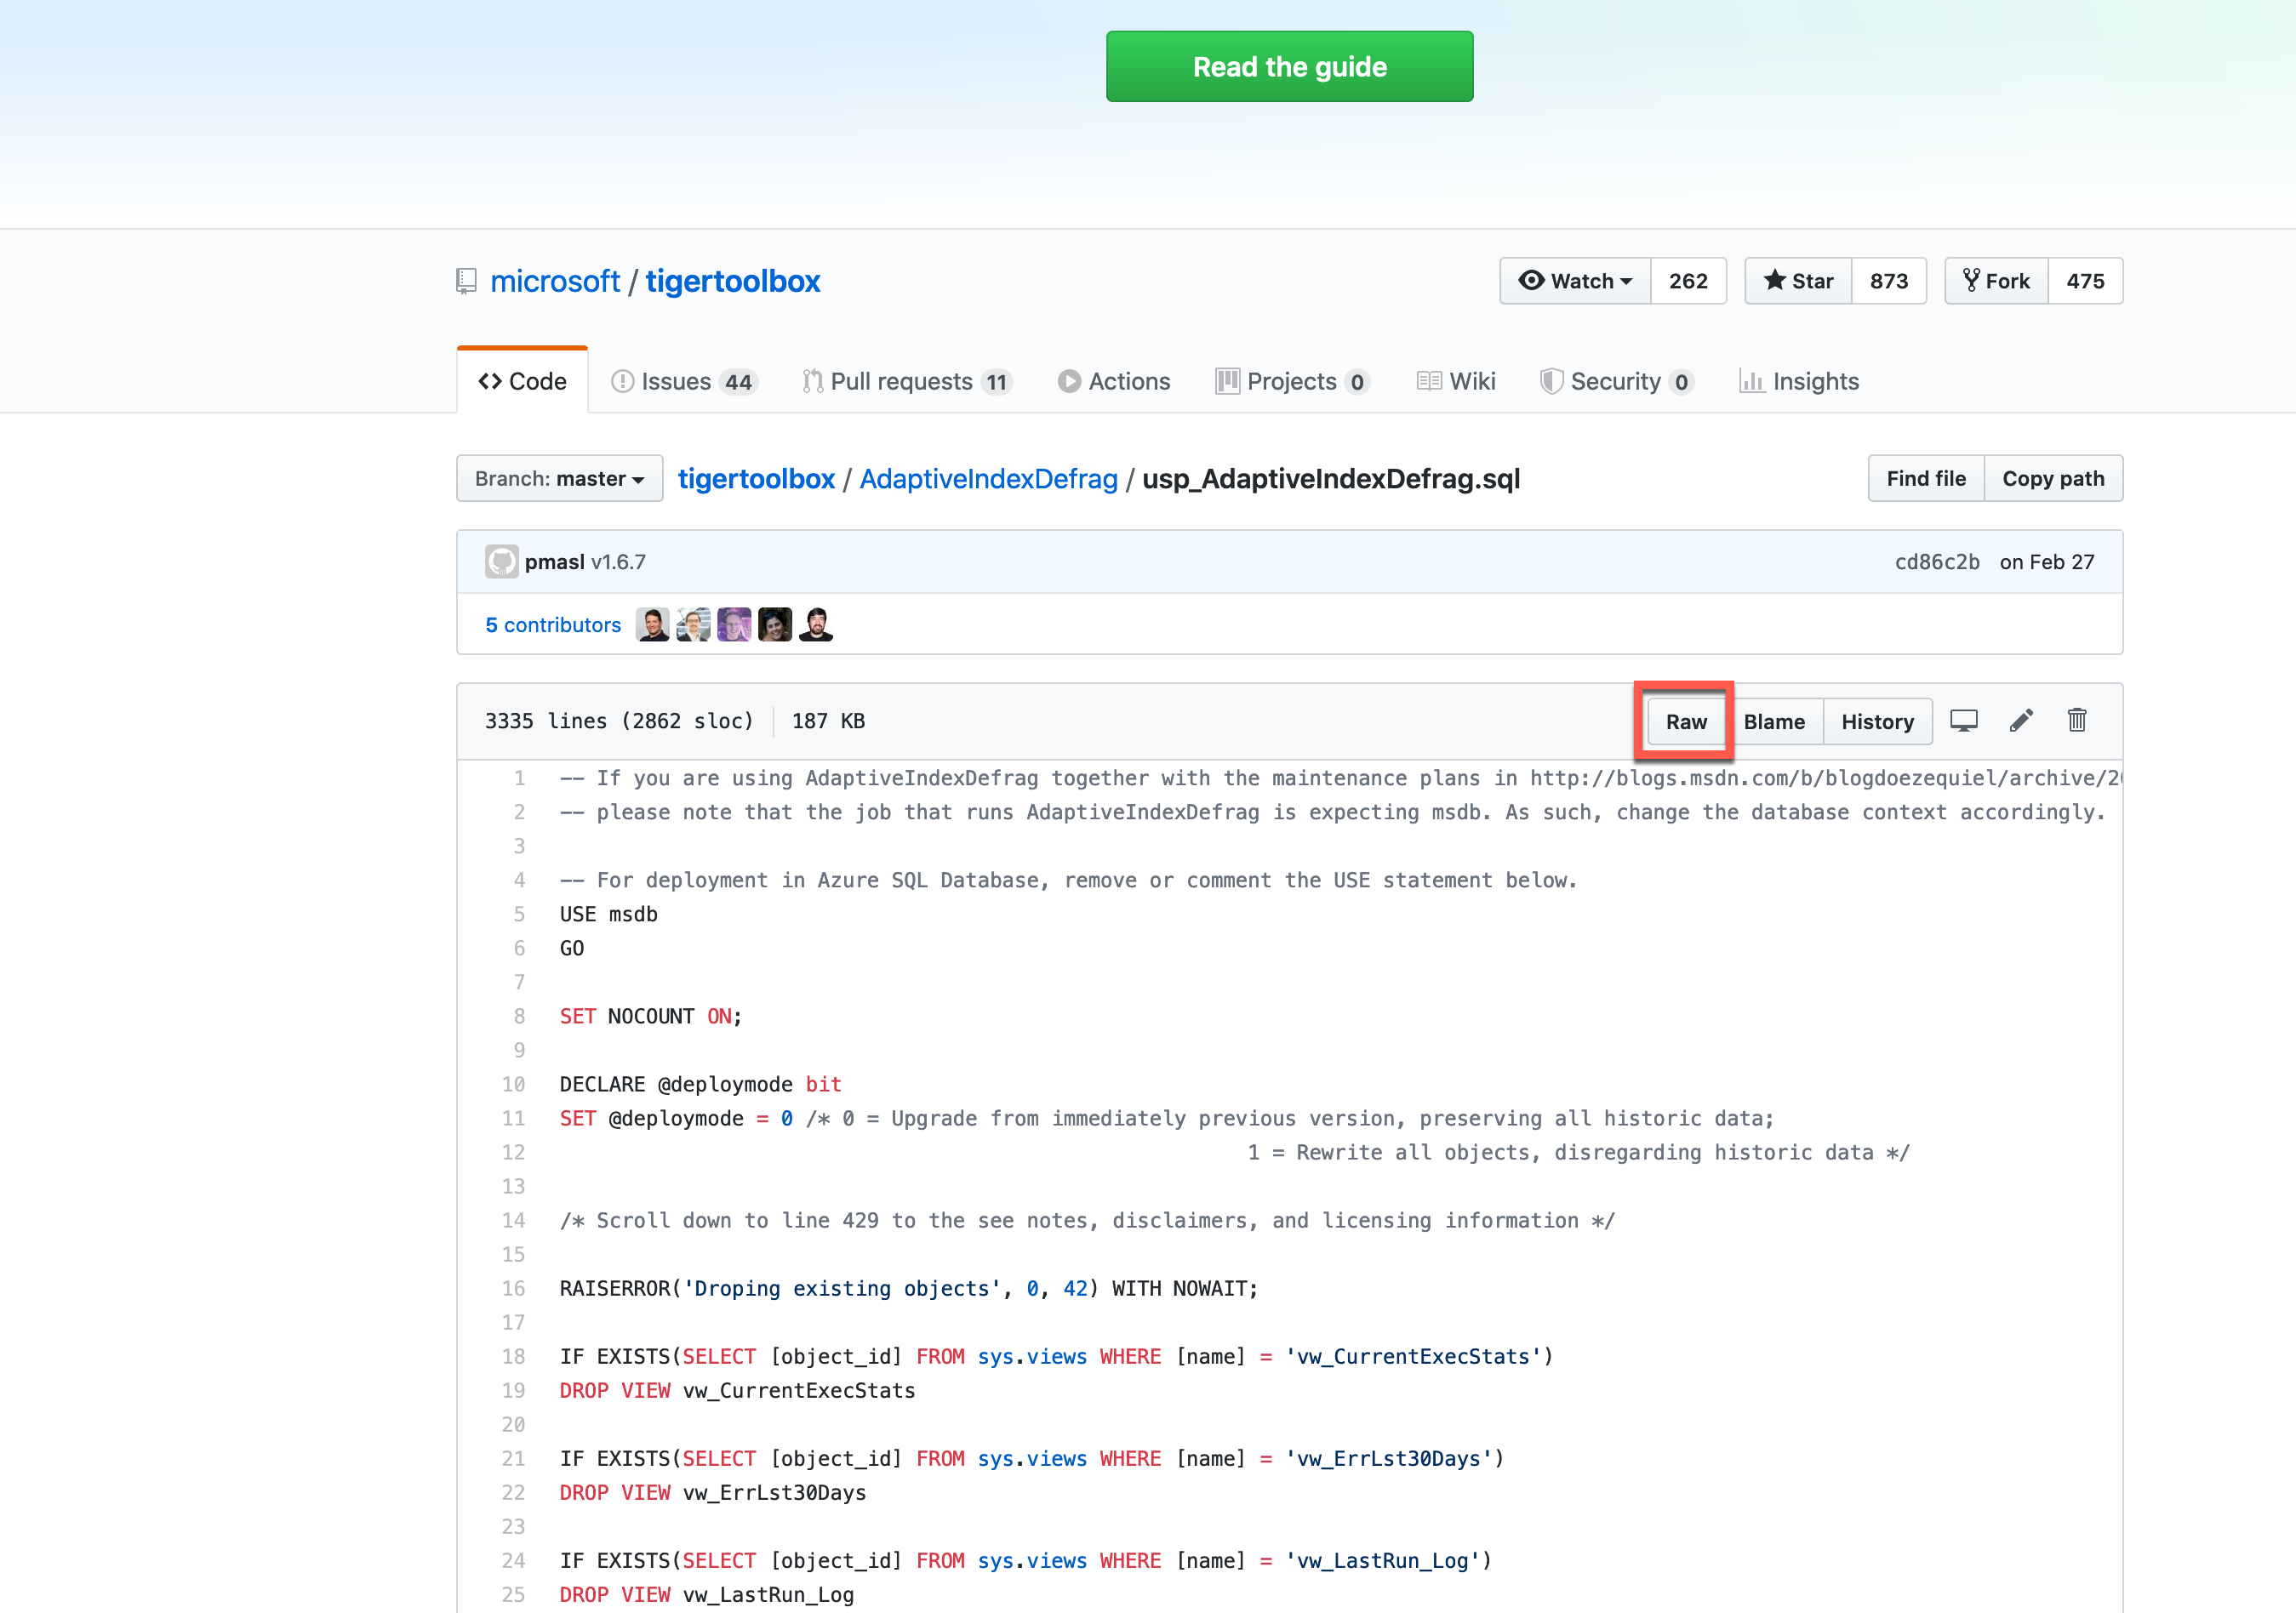 Read the guide
microsoft / tigertoolbox
Watch 262 Star 873 Fork 475
Code Issues 44 Pull requests 11 Actions Projects 0 Wiki Security 0 Insights
Branch: master tigertoolbox / AdaptiveIndexDefrag / usp_AdaptiveIndexDefrag.sql Find file Copy path
pmasl v1.6.7 cd86c2b on Feb 27
5 contributors
3335 lines (2862 sloc) 187 KB Raw Blame History
1 -- If you are using AdaptiveIndexDefrag together with the maintenance plans in http://blogs.msdn.com/b/blogdoezequiel/archive/20
2 -- please note that the job that runs AdaptiveIndexDefrag is expecting msdb. As such, change the database context accordingly.
3
4 -- For deployment in Azure SQL Database, remove or comment the USE statement below.
5 USE msdb
6 GO
7
8 SET NOCOUNT ON;
9
10 DECLARE @deploymode bit
11 SET @deploymode = 0 /* 0 = Upgrade from immediately previous version, preserving all historic data;
12 1 = Rewrite all objects, disregarding historic data */
13
14 /* Scroll down to line 429 to the see notes, disclaimers, and licensing information */
15
16 RAISERROR('Droping existing objects', 0, 42) WITH NOWAIT;
17
18 IF EXISTS(SELECT [object_id] FROM sys.views WHERE [name] = 'vw_CurrentExecStats')
19 DROP VIEW vw_CurrentExecStats
20
21 IF EXISTS(SELECT [object_id] FROM sys.views WHERE [name] = 'vw_ErrLst30Days')
22 DROP VIEW vw_ErrLst30Days
23
24 IF EXISTS(SELECT [object_id] FROM sys.views WHERE [name] = 'vw_LastRun_Log')
25 DROP VIEW vw_LastRun_Log